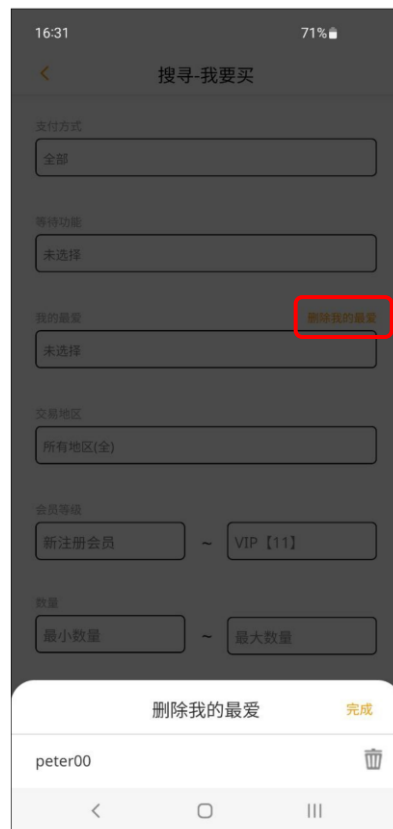 16:31 71%
搜寻-我要买
支付方式
全部
等待功能
未选择
我的最爱 删除我的最爱
未选择
交易地区
所有地区(全)
会员等级
新注册会员 ~ VIP【11】
数量
最小数量 ~ 最大数量
删除我的最爱 完成
peter00